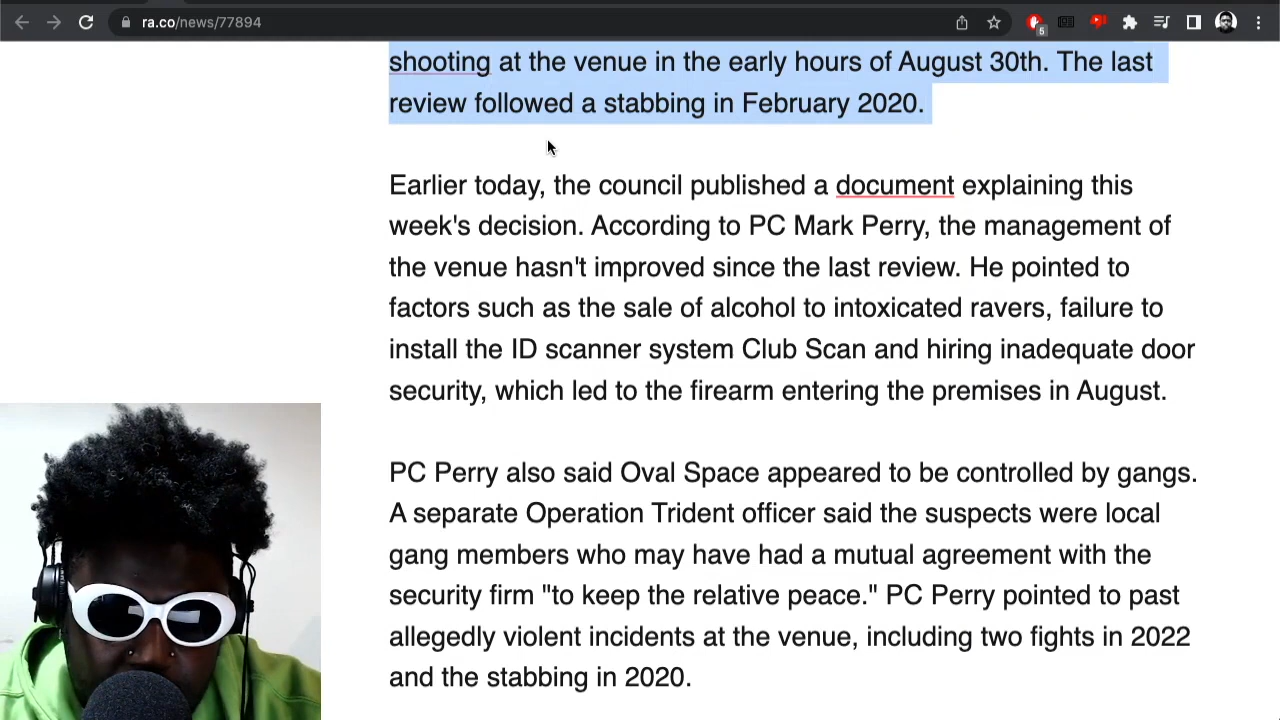 ra.co/news/77894
5
shooting at the venue in the early hours of August 30th. The last
review followed a stabbing in February 2020.
Earlier today, the council published a document explaining this
week's decision. According to PC Mark Perry, the management of
the venue hasn't improved since the last review. He pointed to
factors such as the sale of alcohol to intoxicated ravers, failure to
install the ID scanner system Club Scan and hiring inadequate door
security, which led to the firearm entering the premises in August.
PC Perry also said Oval Space appeared to be controlled by gangs.
A separate Operation Trident officer said the suspects were local
gang members who may have had a mutual agreement with the
security firm "to keep the relative peace." PC Perry pointed to past
allegedly violent incidents at the venue, including two fights in 2022
and the stabbing in 2020.